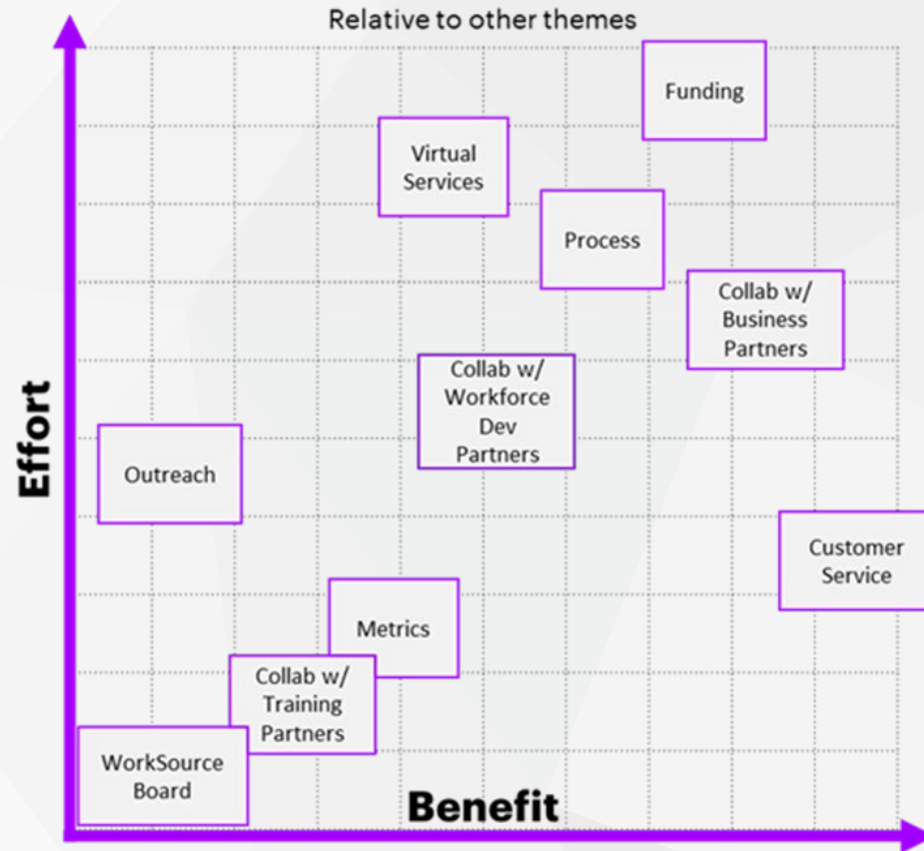 Relative to other themes
Funding
Virtual
Services
Process
Collab w/
Business
Partners
Collab w/
Workforce
Dev
Partners
Effort
Outreach
Customer
Service
Metrics
Collab w/
Training
Partners
WorkSource
Board
Benefit